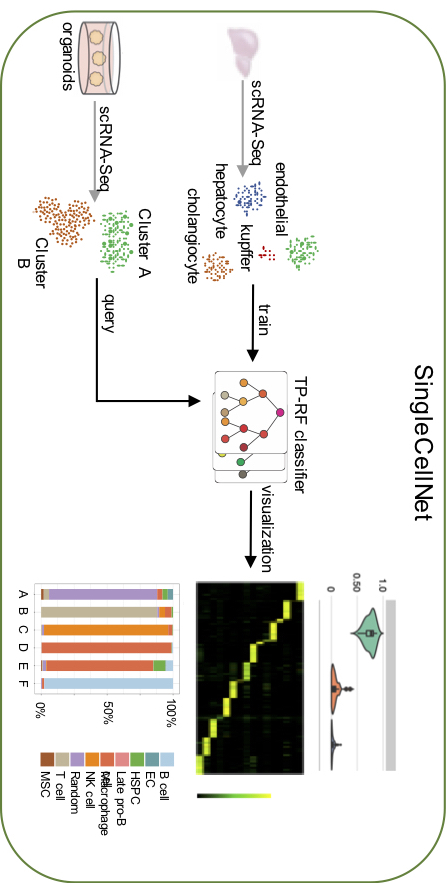 SingleCellNet
scRNA-Seq
endothelial
hepatocyte
kupffer
cholangiocyte
train
TP-RF classifier
visualization
organoids
scRNA-Seq
Cluster A
Cluster
B
query
1.0
0.50
0
A
B
C
D
E
F
0%
50%
100%
B cell
EC
HSPC
Late pro-B
Macrophage
NK cell
Random
T cell
MSC